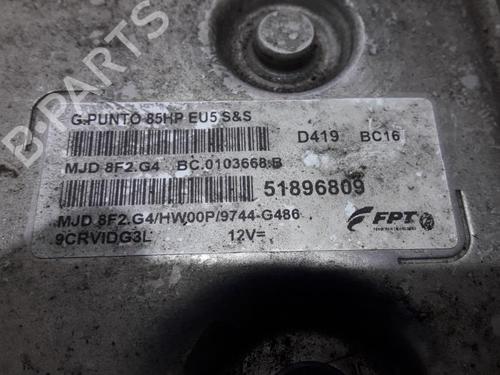 G.PUNTO 85HP EU5 S&S
D419 BC16
MJD 8F2.G4 BC.0103668.B
51896809
MJD 8F2.G4/HW00P/9744-G486
9CRVIDG3L 12V=
FPT